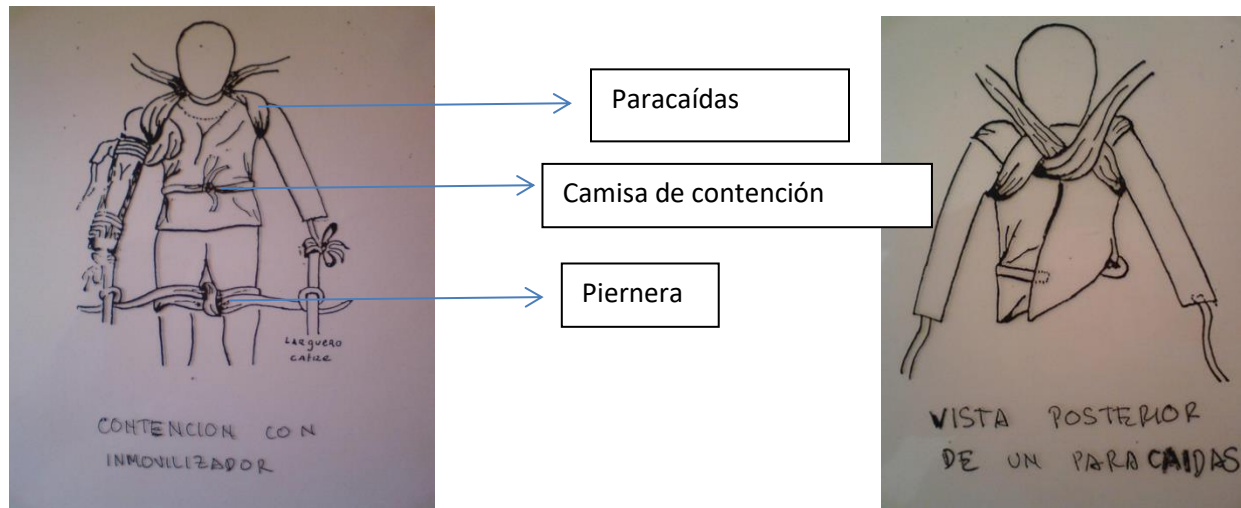 Paracaídas
Camisa de contención
Piernera
LARGUERO
CATRE
CONTENCION CON
INMOVILIZADOR
VISTA POSTERIOR
DE UN PARACAIDAS